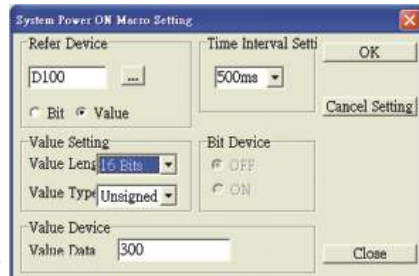 System Power ON Macro Setting
Refer Device
D100
...
Bit Value
Time Interval Setti
500ms
OK
Cancel Setting
Value Setting
Value Leng 16 Bits
Value Type Unsigned
Bit Device
OFF
ON
Value Device
Value Data 300
Close